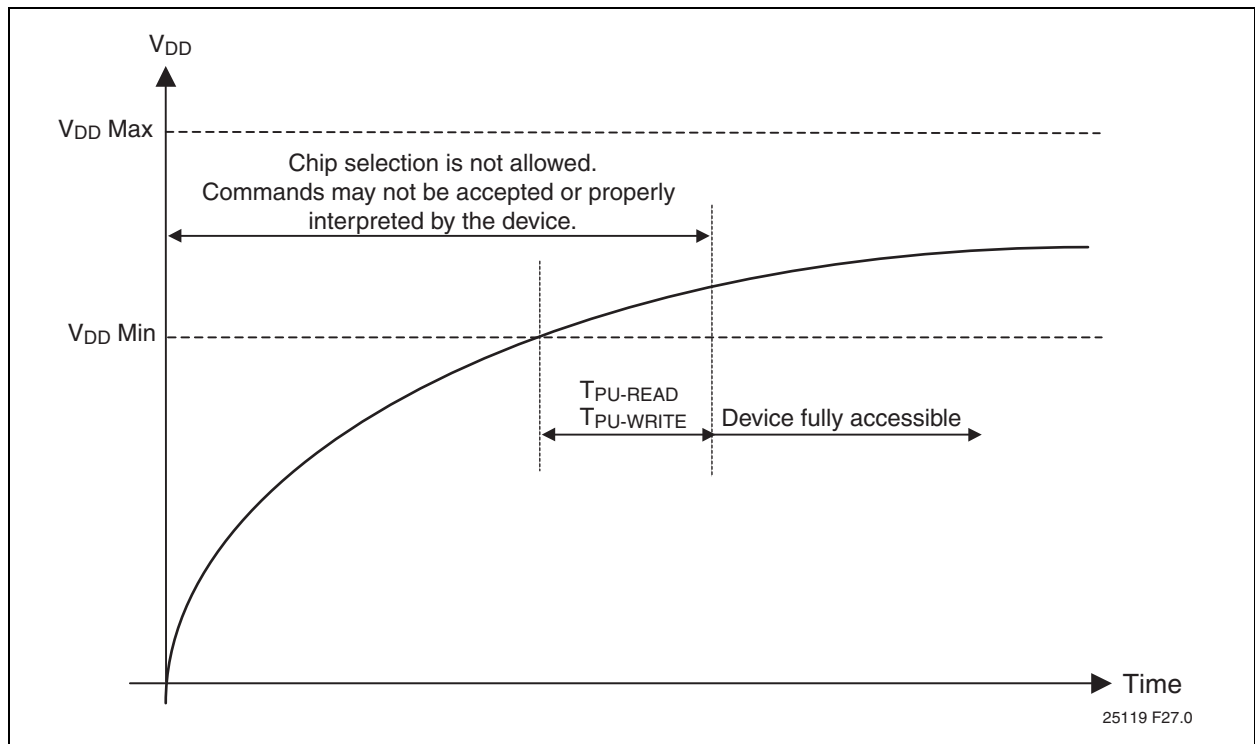 VDD
VDD Max
Chip selection is not allowed.
Commands may not be accepted or properly
interpreted by the device.
VDD Min
TPU-READ
TPU-WRITE
Device fully accessible
Time
25119 F27.0